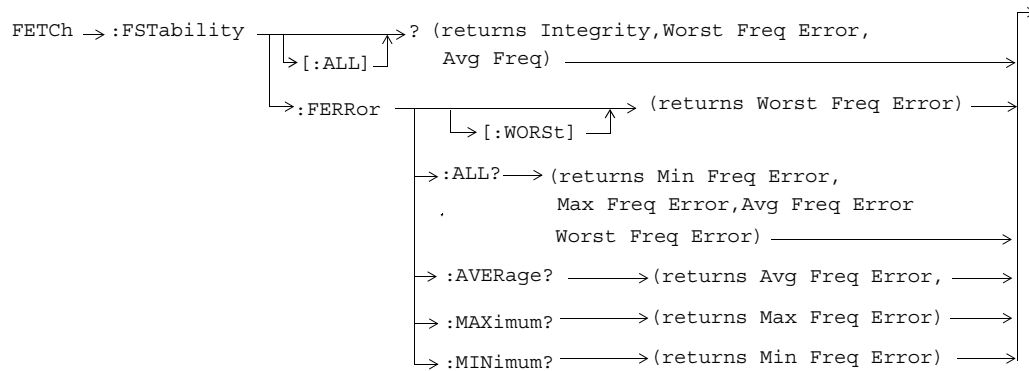 FETCh :FSTability ? (returns Integrity,Worst Freq Error,
[:ALL] Avg Freq)
:FERRor (returns Worst Freq Error)
[:WORSt]
:ALL? (returns Min Freq Error,
Max Freq Error,Avg Freq Error
Worst Freq Error)
:AVERage? (returns Avg Freq Error,
:MAXimum? (returns Max Freq Error)
:MINimum? (returns Min Freq Error)